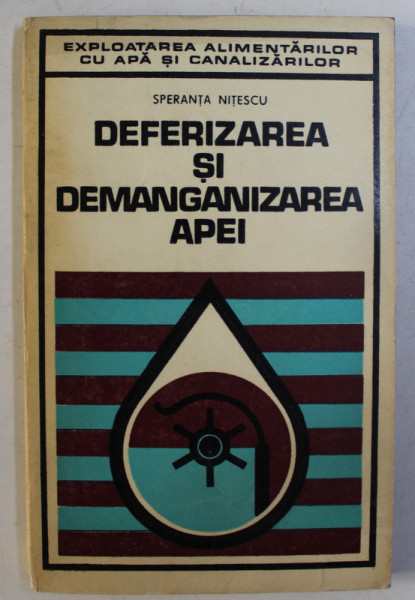 EXPLOATAREA ALIMENTĂRILOR
CU APĂ ȘI CANALIZĂRILOR
SPERANȚA NIȚESCU
DEFERIZAREA
ȘI
DEMANGANIZAREA
APEI